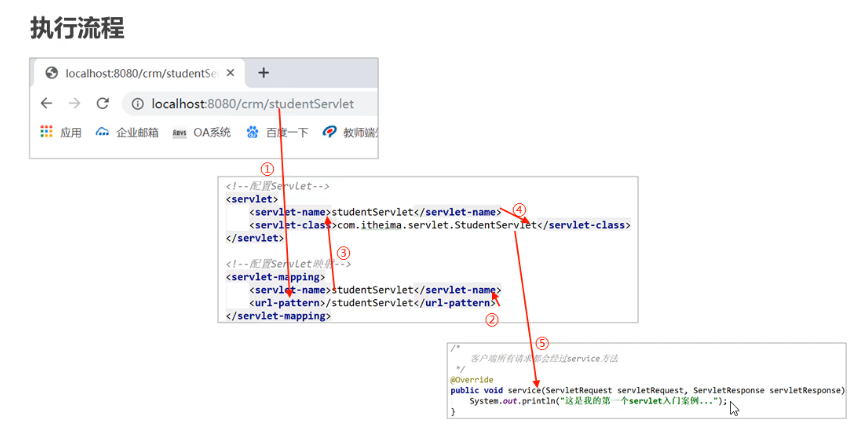 执行流程
localhost:8080/crm/studentSe
localhost:8080/crm/studentServlet
应用 企业邮箱 OA系统 百度一下 教师端
①
<!--配置Servlet-->
<servlet>
<servlet-name>studentServlet</servlet-name>
④
<servlet-class>com.itheima.servlet.StudentServlet</servlet-class>
</servlet>
③
<!--配置Servlet映射-->
<servlet-mapping>
<servlet-name>studentServlet</servlet-name>
<url-pattern>/studentServlet</url-pattern>
②
</servlet-mapping>
⑤
/*
客户端所有请求都会经过service方法
*/
@Override
public void service(ServletRequest servletRequest, ServletResponse servletResponse)
System.out.println("这是我的第一个servlet入门案例...");
}